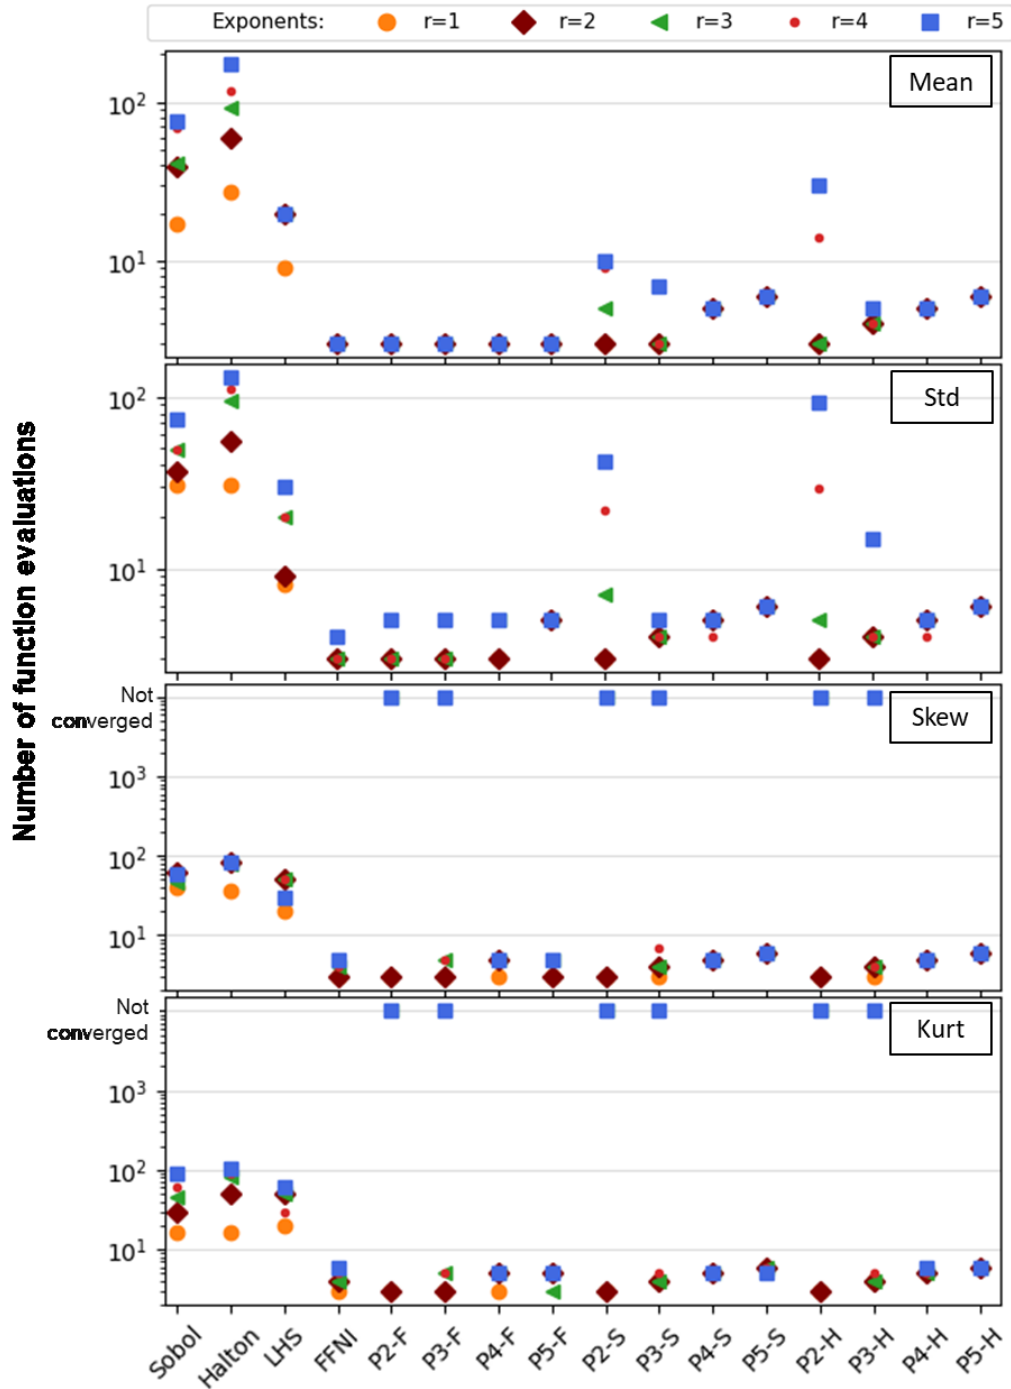 Exponents: r=1 r=2 r=3 r=4 r=5
Mean
10²
10¹
Std
10²
10¹
Number of function evaluations
Skew
Not
converged
10³
10²
10¹
Kurt
Not
converged
10³
10²
10¹
Sobol Halton LHS FFNI P2-F P3-F P4-F P5-F P2-S P3-S P4-S P5-S P2-H P3-H P4-H P5-H